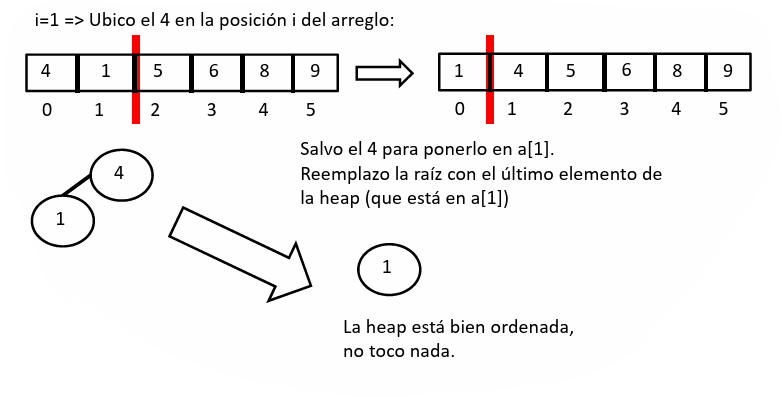 i=1 => Ubico el 4 en la posición i del arreglo:
4 1 5 6 8 9
0 1 2 3 4 5
1 4 5 6 8 9
0 1 2 3 4 5
Salvo el 4 para ponerlo en a[1].
Reemplazo la raíz con el último elemento de
la heap (que está en a[1])
4
1
1
La heap está bien ordenada,
no toco nada.